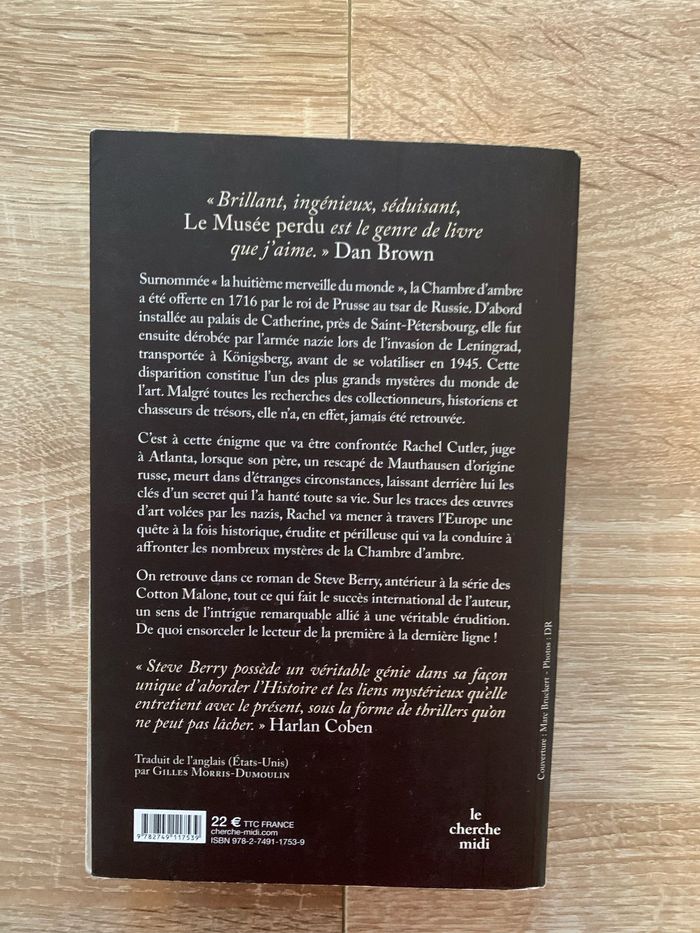 « Brillant, ingénieux, séduisant,
Le Musée perdu est le genre de livre
que j’aime. » Dan Brown
Surnommée « la huitième merveille du monde », la Chambre d’ambre
a été offerte en 1716 par le roi de Prusse au tsar de Russie. D’abord
installée au palais de Catherine, près de Saint-Pétersbourg, elle fut
ensuite dérobée par l’armée nazie lors de l’invasion de Leningrad,
transportée à Königsberg, avant de se volatiliser en 1945. Cette
disparition constitue l’un des plus grands mystères du monde de
l’art. Malgré toutes les recherches des collectionneurs, historiens et
chasseurs de trésors, elle n’a, en effet, jamais été retrouvée.
C’est à cette énigme que va être confrontée Rachel Cutler, juge
à Atlanta, lorsque son père, un rescapé de Mauthausen d’origine
russe, meurt dans d’étranges circonstances, laissant derrière lui les
clés d’un secret qui l’a hanté toute sa vie. Sur les traces des œuvres
d’art volées par les nazis, Rachel va mener à travers l’Europe une
quête à la fois historique, érudite et périlleuse qui va la conduire à
affronter les nombreux mystères de la Chambre d’ambre.
On retrouve dans ce roman de Steve Berry, antérieur à la série des
Cotton Malone, tout ce qui fait le succès international de l’auteur,
un sens de l’intrigue remarquable allié à une véritable érudition.
De quoi ensorceler le lecteur de la première à la dernière ligne !
« Steve Berry possède un véritable génie dans sa façon
unique d’aborder l’Histoire et les liens mystérieux qu’elle
entretient avec le présent, sous la forme de thrillers qu’on
ne peut pas lâcher. » Harlan Coben
Traduit de l’anglais (États-Unis)
par Gilles Morris-Dumoulin
9 782749 117539
22 € TTC FRANCE
cherche-midi.com
ISBN 978-2-7491-1753-9
le
cherche
midi
Couverture : Marc Bruckert - Photos : DR